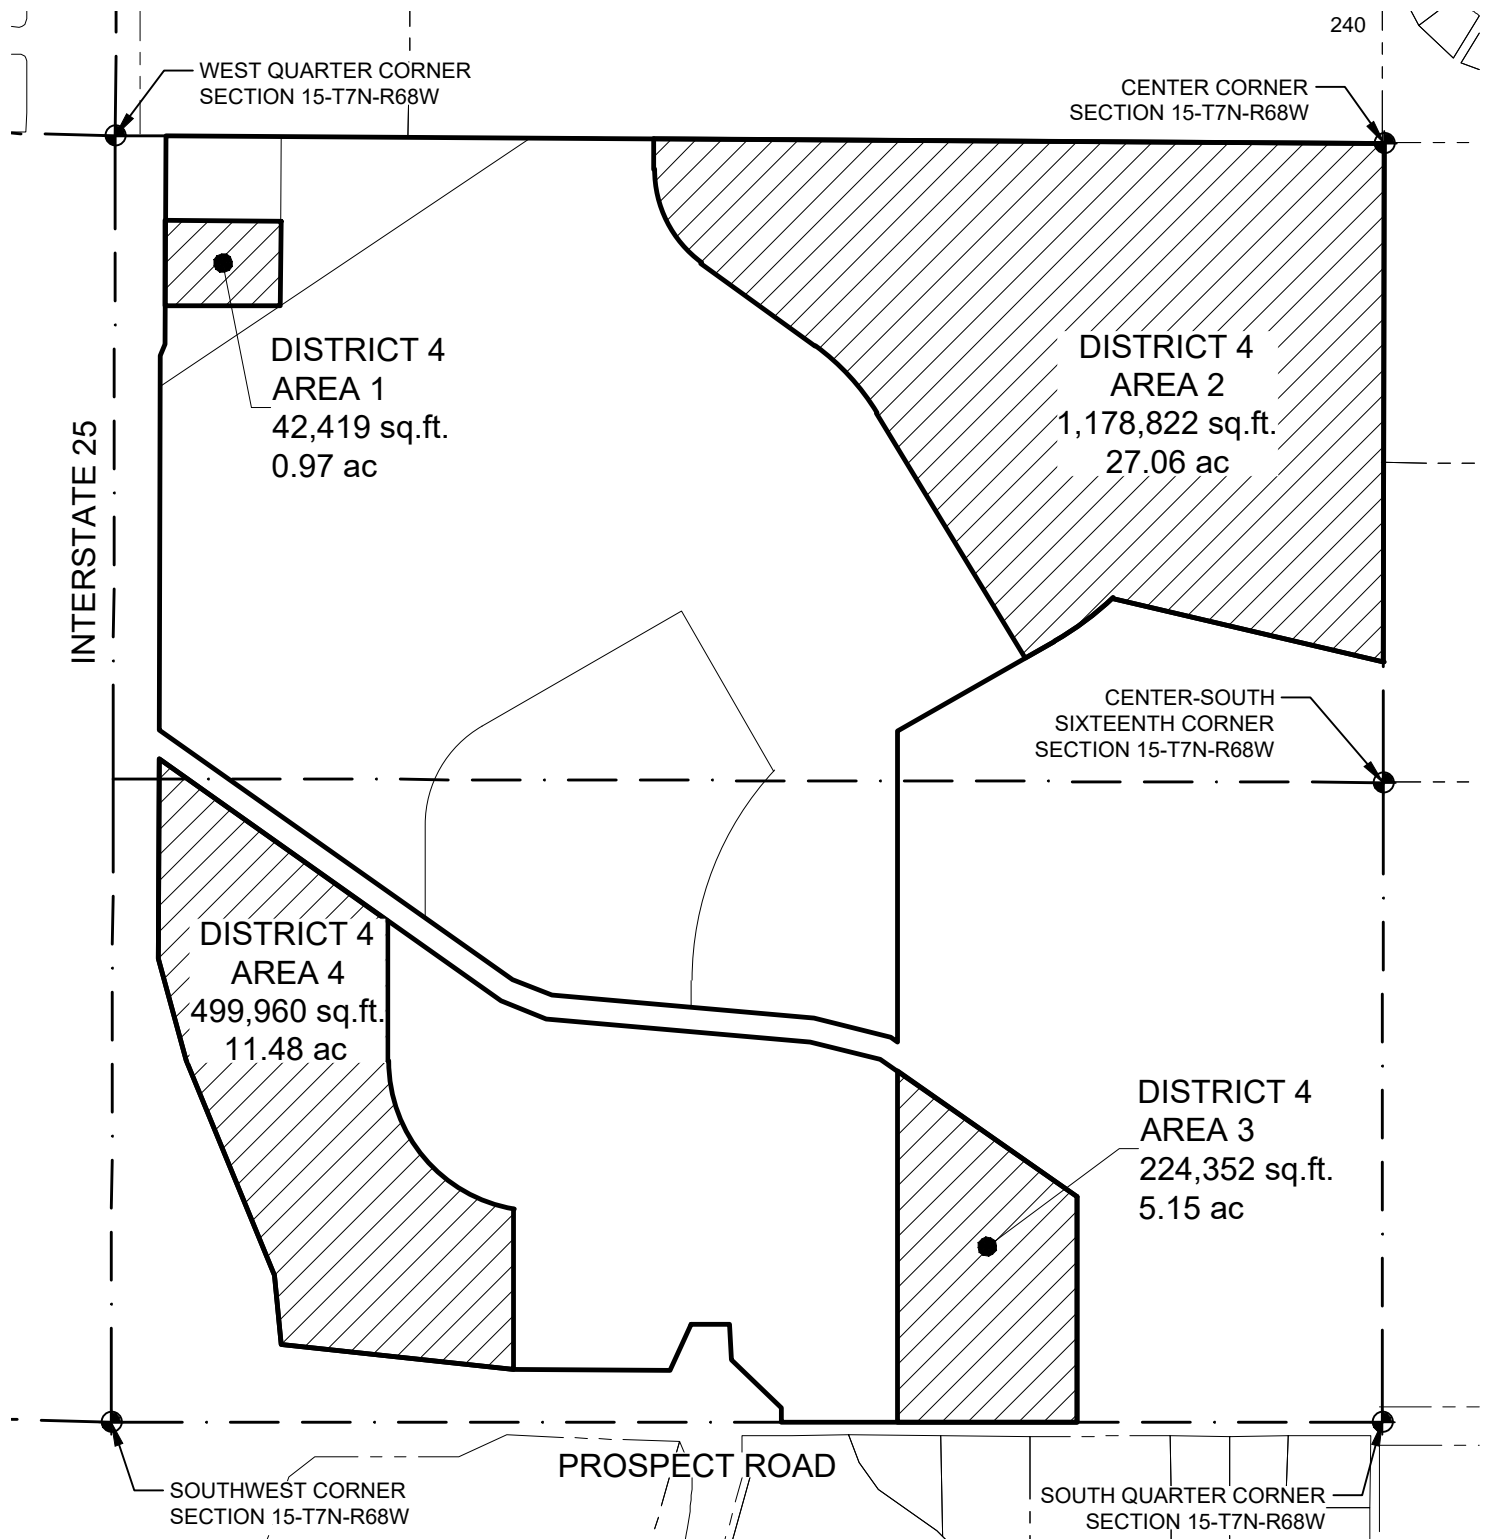 240
WEST QUARTER CORNER
SECTION 15-T7N-R68W
CENTER CORNER
SECTION 15-T7N-R68W
DISTRICT 4
AREA 1
42,419 sq.ft.
0.97 ac
DISTRICT 4
AREA 2
1,178,822 sq.ft.
27.06 ac
INTERSTATE 25
CENTER-SOUTH
SIXTEENTH CORNER
SECTION 15-T7N-R68W
DISTRICT 4
AREA 4
499,960 sq.ft.
11.48 ac
DISTRICT 4
AREA 3
224,352 sq.ft.
5.15 ac
PROSPECT ROAD
SOUTHWEST CORNER
SECTION 15-T7N-R68W
SOUTH QUARTER CORNER
SECTION 15-T7N-R68W